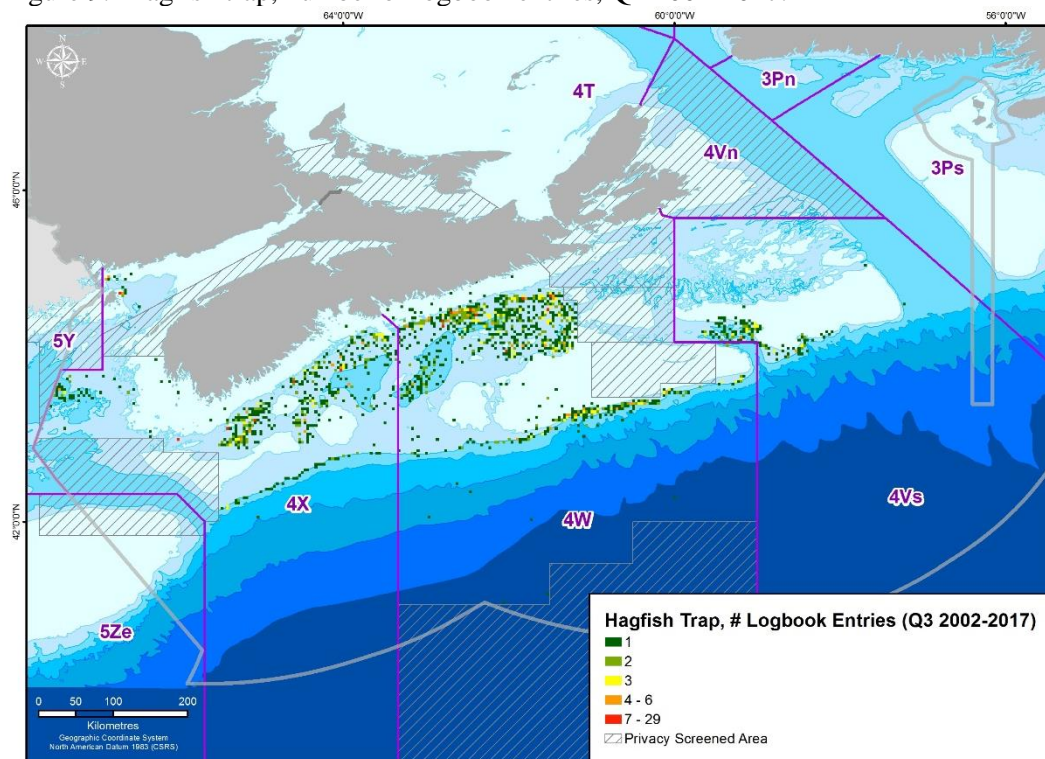 64°0'0"W
60°0'0"W
56°0'0"W
N
W
E
S
3Pn
4T
4Vn
3Ps
46°0'0"N
5Y
4X
4W
4Vs
42°0'0"N
5Ze
Hagfish Trap, # Logbook Entries (Q3 2002-2017)
1
2
3
4 - 6
7 - 29
Privacy Screened Area
0 50 100 200
Kilometres
Geographic Coordinate System
North American Datum 1983 (CSRS)